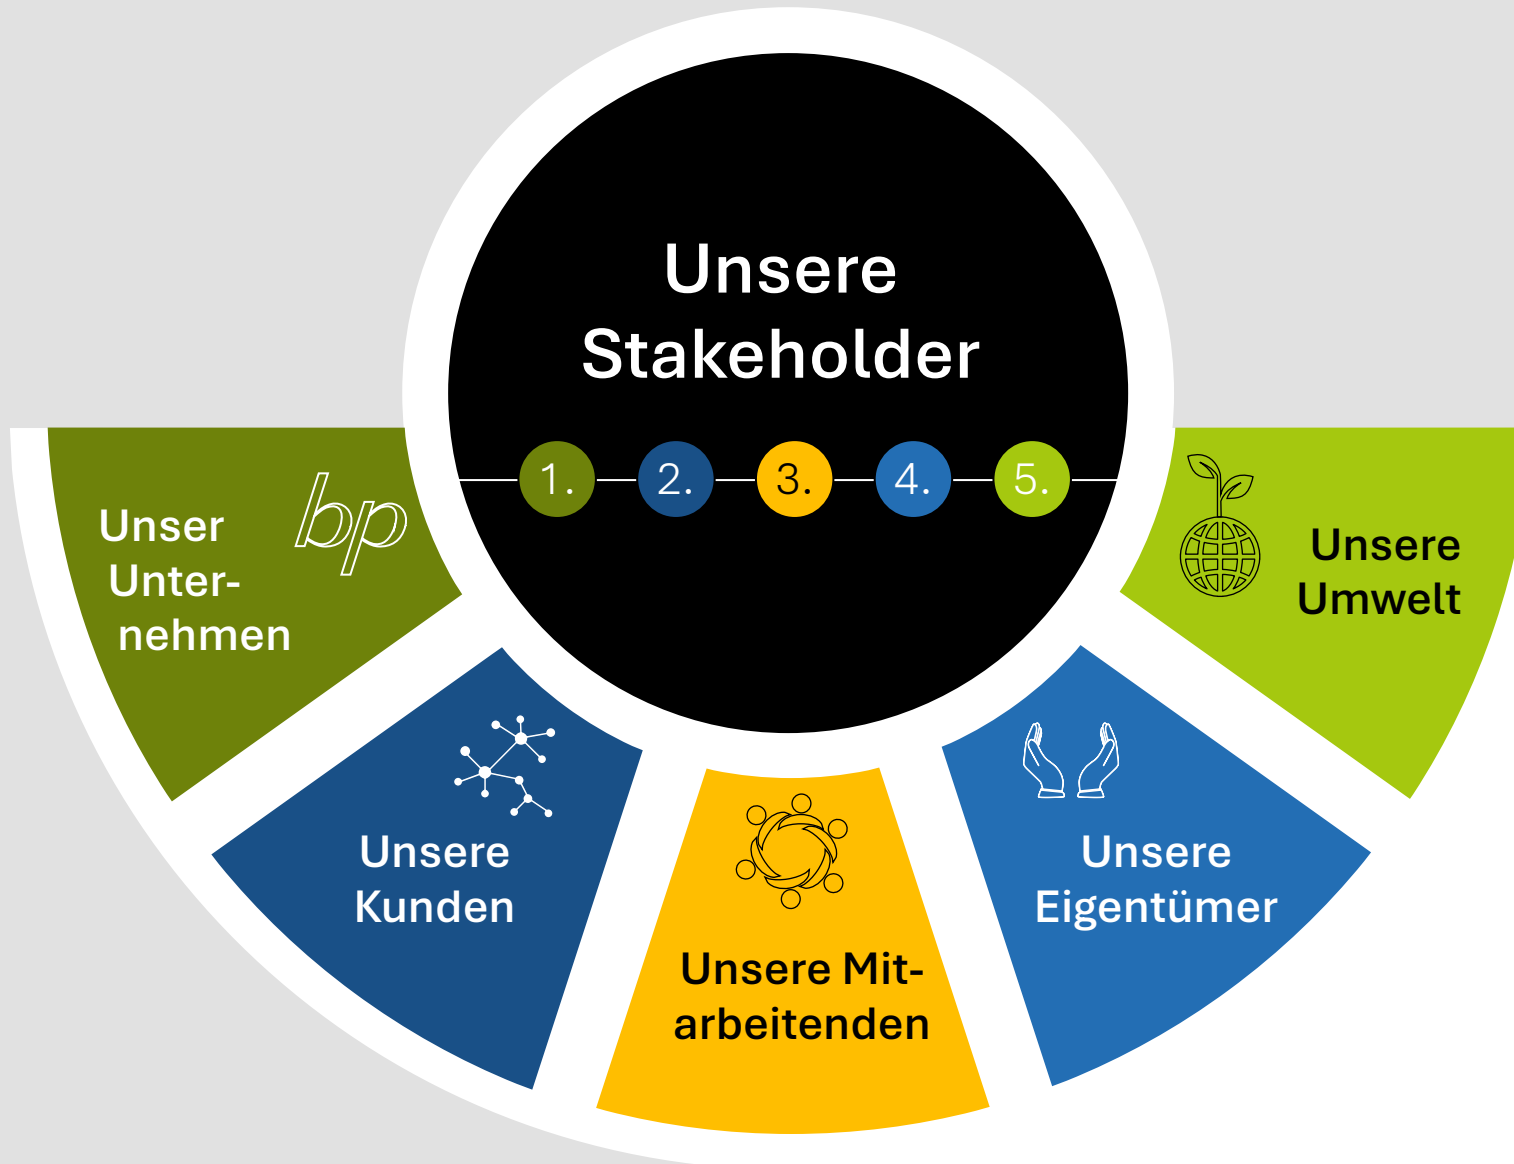 Unsere
Stakeholder
1. 2. 3. 4. 5.
bp
Unser
Unter-
nehmen
Unsere
Kunden
Unsere Mit-
arbeitenden
Unsere
Eigentümer
Unsere
Umwelt